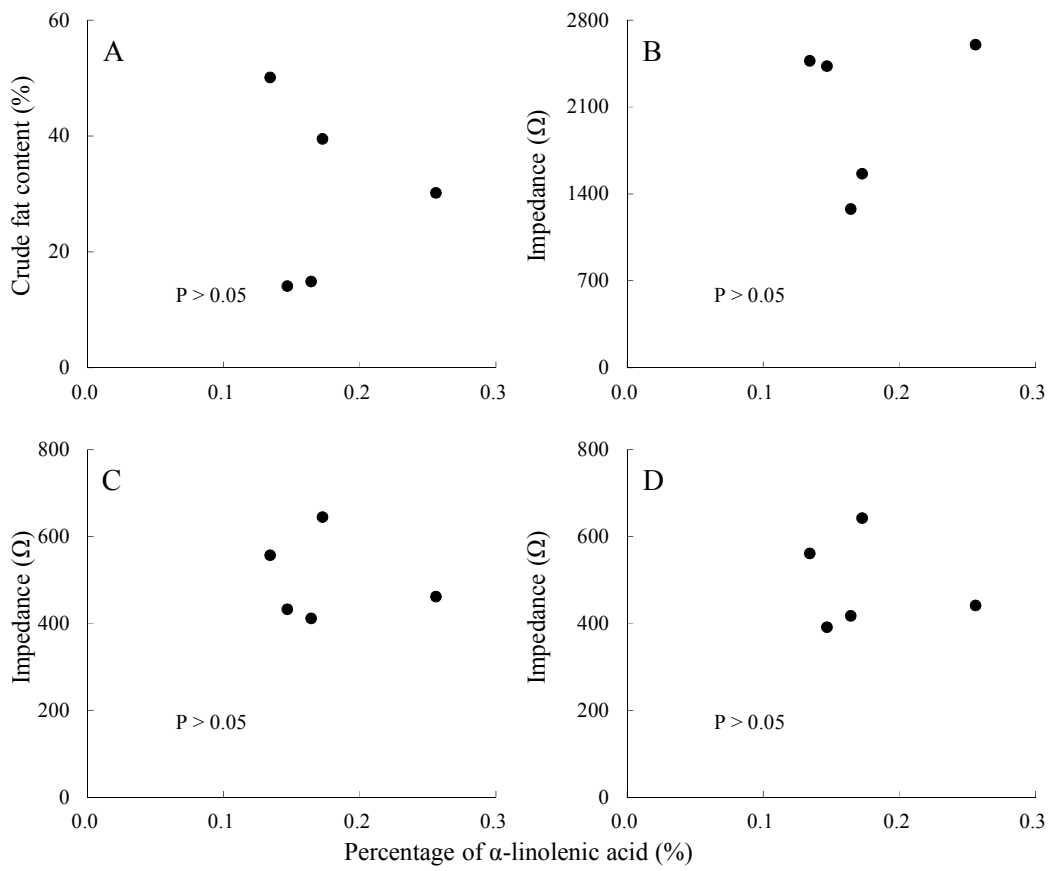 A
Crude fat content (%)
60
40
20
0
P > 0.05
0.0 0.1 0.2 0.3
B
Impedance (Ω)
2800
2100
1400
700
0
P > 0.05
0.0 0.1 0.2 0.3
C
Impedance (Ω)
800
600
400
200
0
P > 0.05
0.0 0.1 0.2 0.3
D
Impedance (Ω)
800
600
400
200
0
P > 0.05
0.0 0.1 0.2 0.3
Percentage of α-linolenic acid (%)